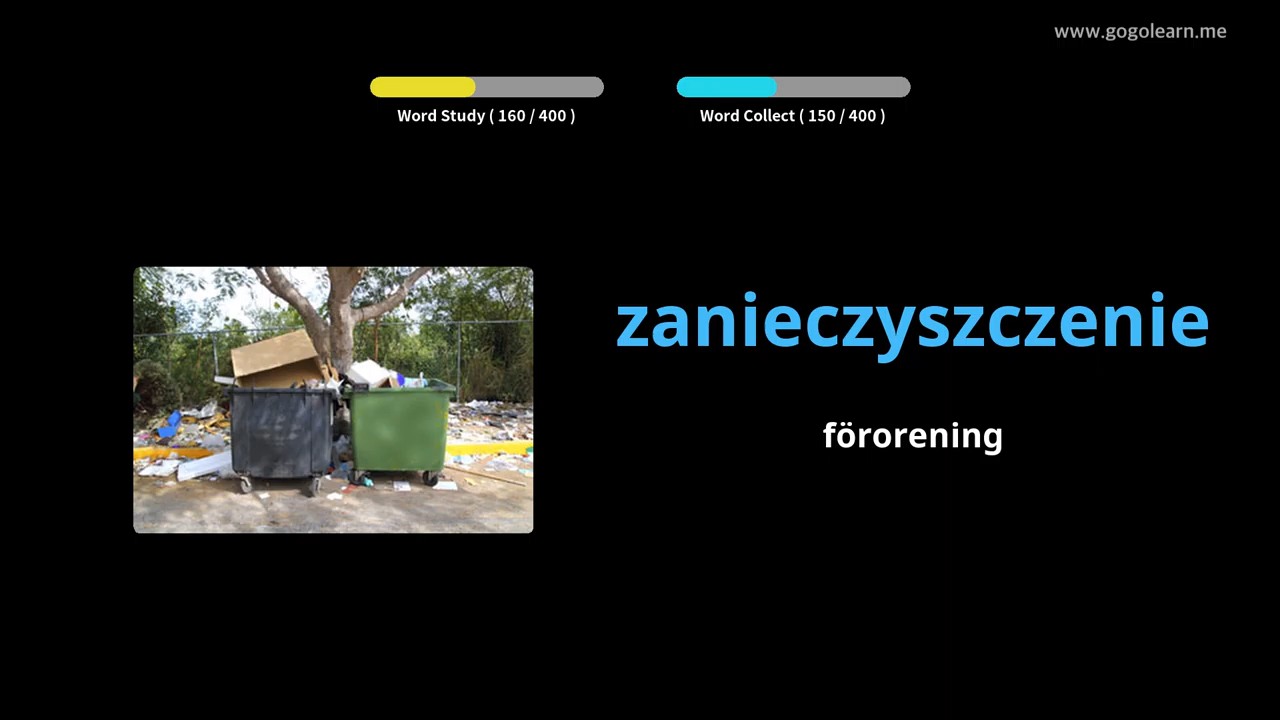 www.gogolearn.me
Word Study ( 160 / 400 )
Word Collect ( 150 / 400 )
zanieczyszczenie
förorening